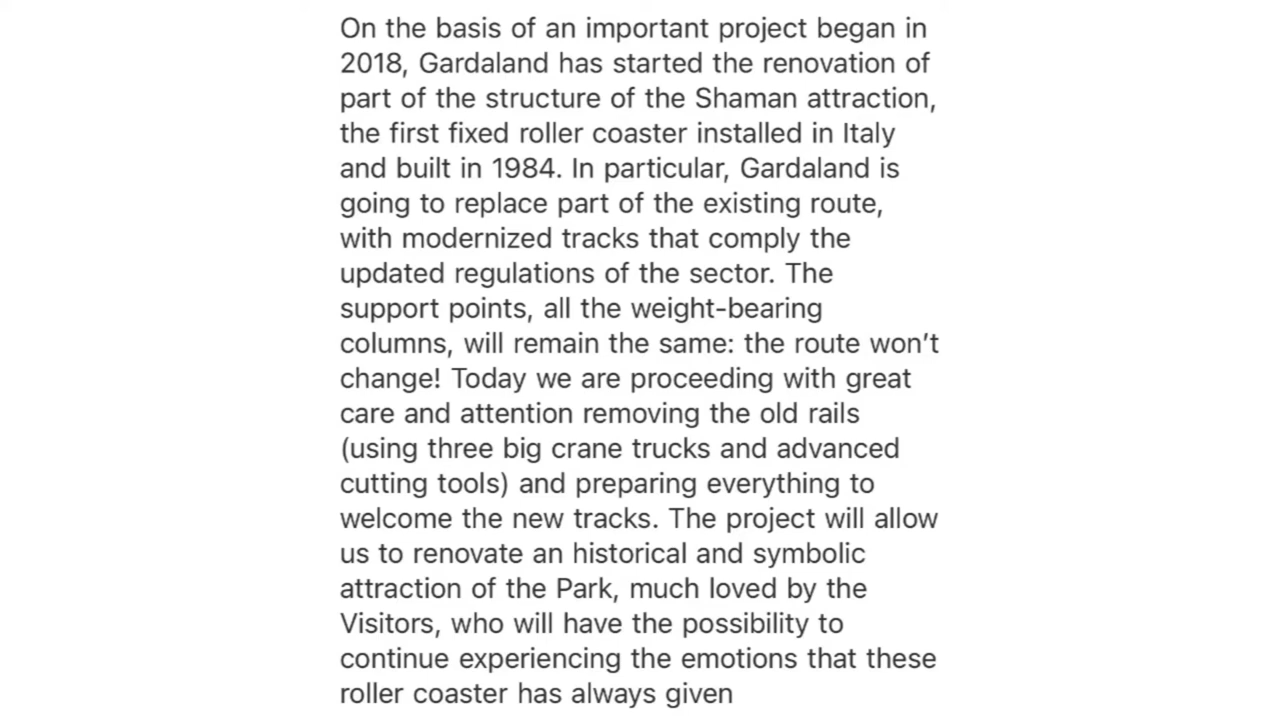 On the basis of an important project began in
2018, Gardaland has started the renovation of
part of the structure of the Shaman attraction,
the first fixed roller coaster installed in Italy
and built in 1984. In particular, Gardaland is
going to replace part of the existing route,
with modernized tracks that comply the
updated regulations of the sector. The
support points, all the weight-bearing
columns, will remain the same: the route won’t
change! Today we are proceeding with great
care and attention removing the old rails
(using three big crane trucks and advanced
cutting tools) and preparing everything to
welcome the new tracks. The project will allow
us to renovate an historical and symbolic
attraction of the Park, much loved by the
Visitors, who will have the possibility to
continue experiencing the emotions that these
roller coaster has always given